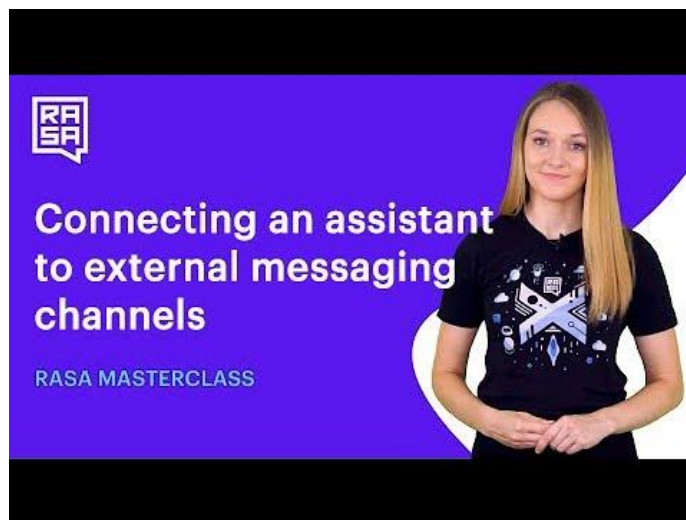 RA
SA
Connecting an assistant
to external messaging
channels
RASA MASTERCLASS